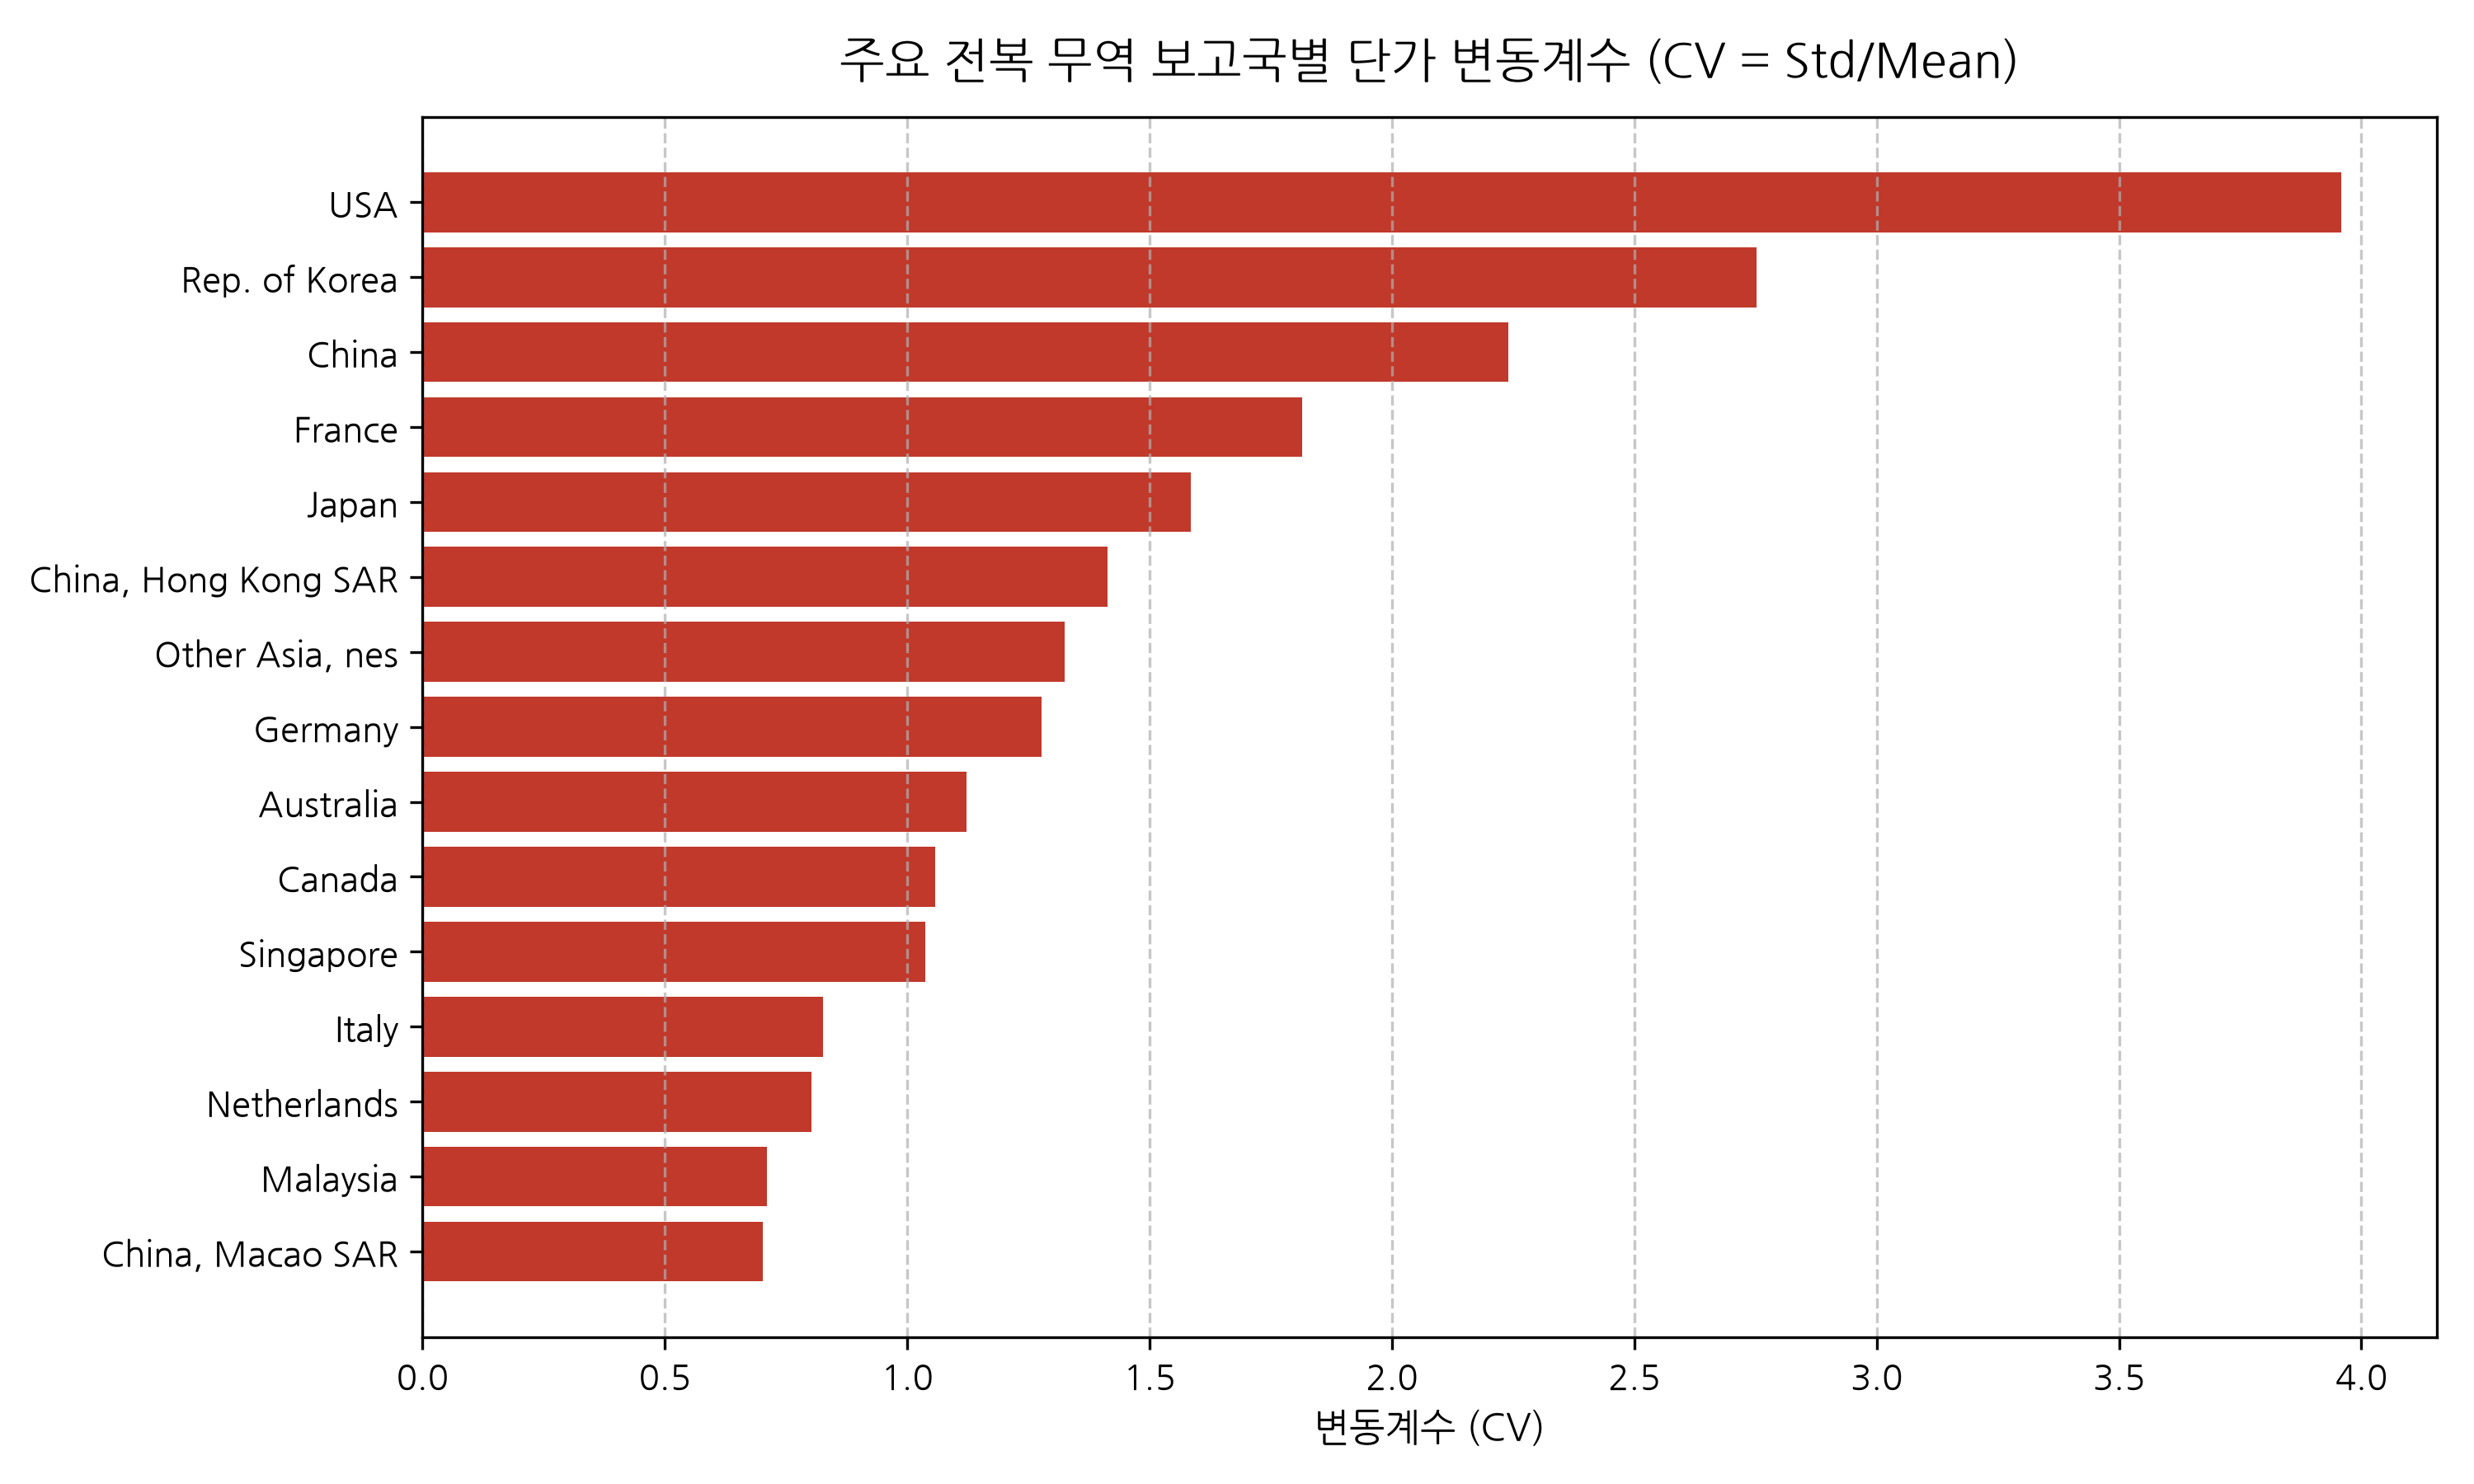 주요 전복 무역 보고국별 단가 변동계수 (CV = Std/Mean)
USA
Rep. of Korea
China
France
Japan
China, Hong Kong SAR
Other Asia, nes
Germany
Australia
Canada
Singapore
Italy
Netherlands
Malaysia
China, Macao SAR
0.0 0.5 1.0 1.5 2.0 2.5 3.0 3.5 4.0
변동계수 (CV)